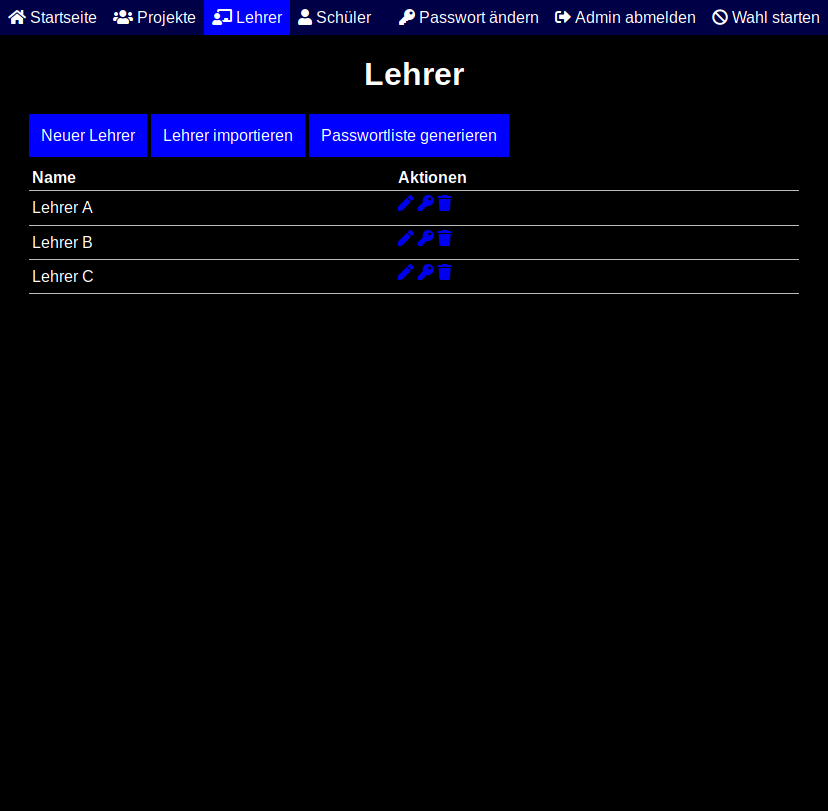 Startseite Projekte Lehrer Schüler Passwort ändern Admin abmelden Wahl starten
Lehrer
Neuer Lehrer Lehrer importieren Passwortliste generieren
Name Aktionen
Lehrer A
Lehrer B
Lehrer C